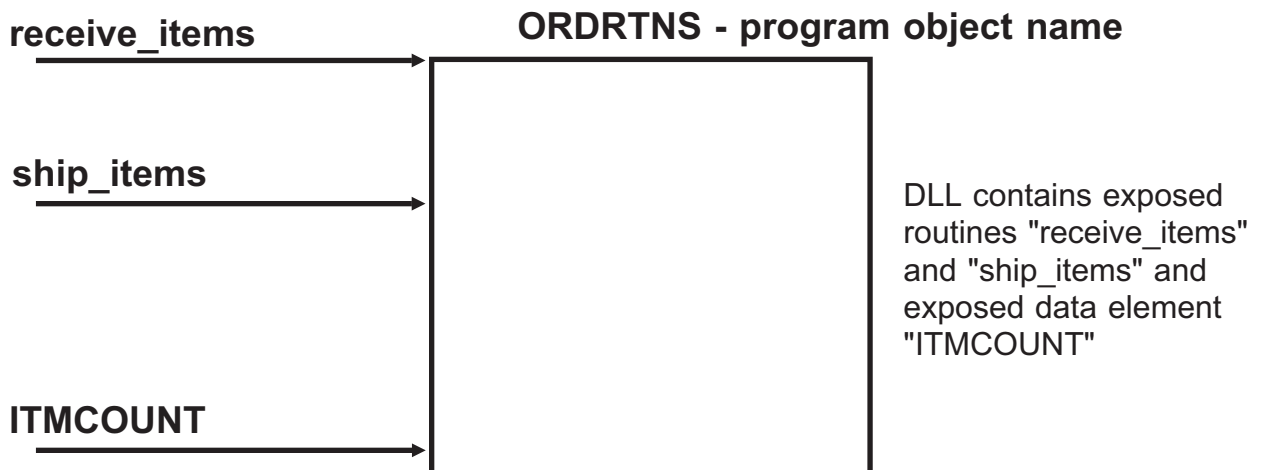 receive_items
ORDRTNS - program object name
ship_items
DLL contains exposed
routines "receive_items"
and "ship_items" and
exposed data element
"ITMCOUNT"
ITMCOUNT